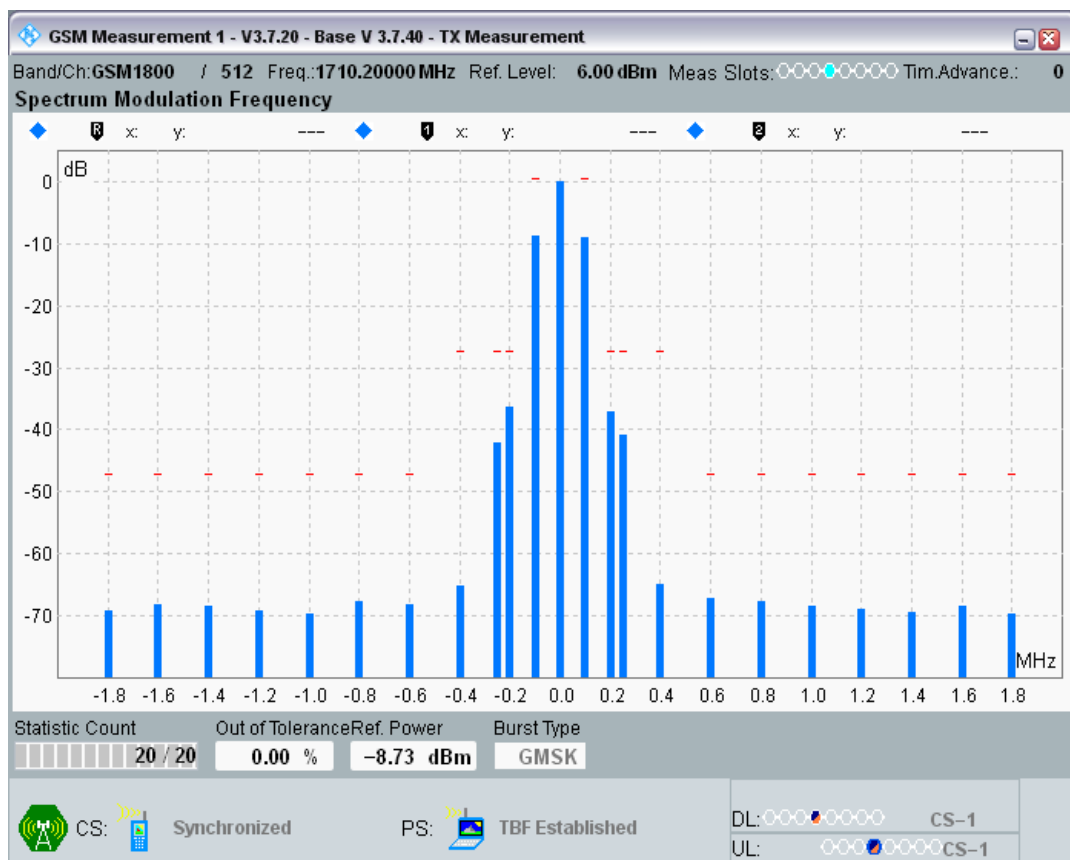 GSM Measurement 1 - V3.7.20 - Base V 3.7.40 - TX Measurement
Band/Ch:GSM1800 / 512 Freq.:1710.20000 MHz Ref. Level: 6.00 dBm Meas Slots: Tim.Advance.: 0
Spectrum Modulation Frequency
R x: y: --- 1 x: y: --- 2 x: y: ---
dB
0
-10
-20
-30
-40
-50
-60
-70
MHz
-1.8 -1.6 -1.4 -1.2 -1.0 -0.8 -0.6 -0.4 -0.2 0.0 0.2 0.4 0.6 0.8 1.0 1.2 1.4 1.6 1.8
Statistic Count Out of Tolerance Ref. Power Burst Type
20 / 20 0.00 % −8.73 dBm GMSK
CS: Synchronized PS: TBF Established
DL: CS−1
UL: CS−1